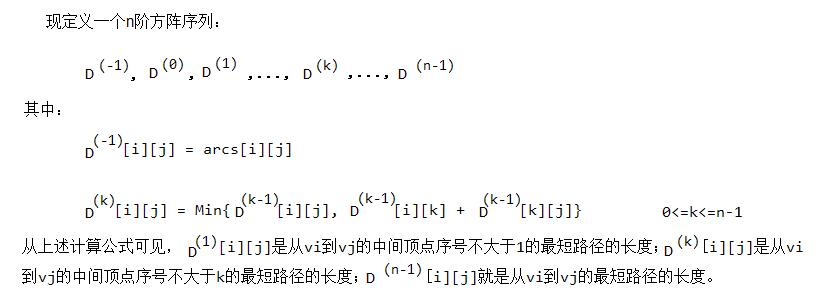 现定义一个n阶方阵序列：
D(-1), D(0), D(1) ,..., D(k) ,..., D(n-1)
其中：
D(-1)[i][j] = arcs[i][j]
D(k)[i][j] = Min{ D(k-1)[i][j], D(k-1)[i][k] + D(k-1)[k][j]} 0<=k<=n-1
从上述计算公式可见， D(1)[i][j]是从vi到vj的中间顶点序号不大于1的最短路径的长度；D(k)[i][j]是从vi
到vj的中间顶点序号不大于k的最短路径的长度；D(n-1)[i][j]就是从vi到vj的最短路径的长度。